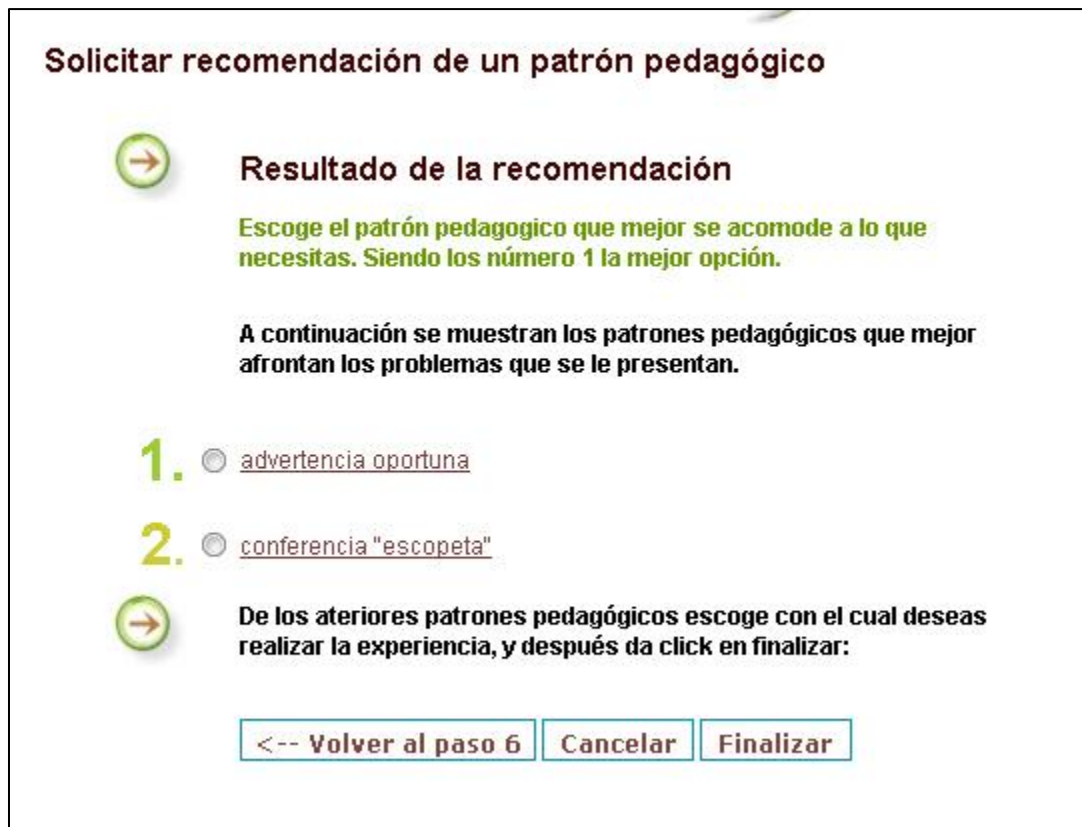 Solicitar recomendación de un patrón pedagógico
Resultado de la recomendación
Escoge el patrón pedagogico que mejor se acomode a lo que
necesitas. Siendo los número 1 la mejor opción.
A continuación se muestran los patrones pedagógicos que mejor
afrontan los problemas que se le presentan.
1. advertencia oportuna
2. conferencia "escopeta"
De los ateriores patrones pedagógicos escoge con el cual deseas
realizar la experiencia, y después da click en finalizar:
<-- Volver al paso 6 Cancelar Finalizar